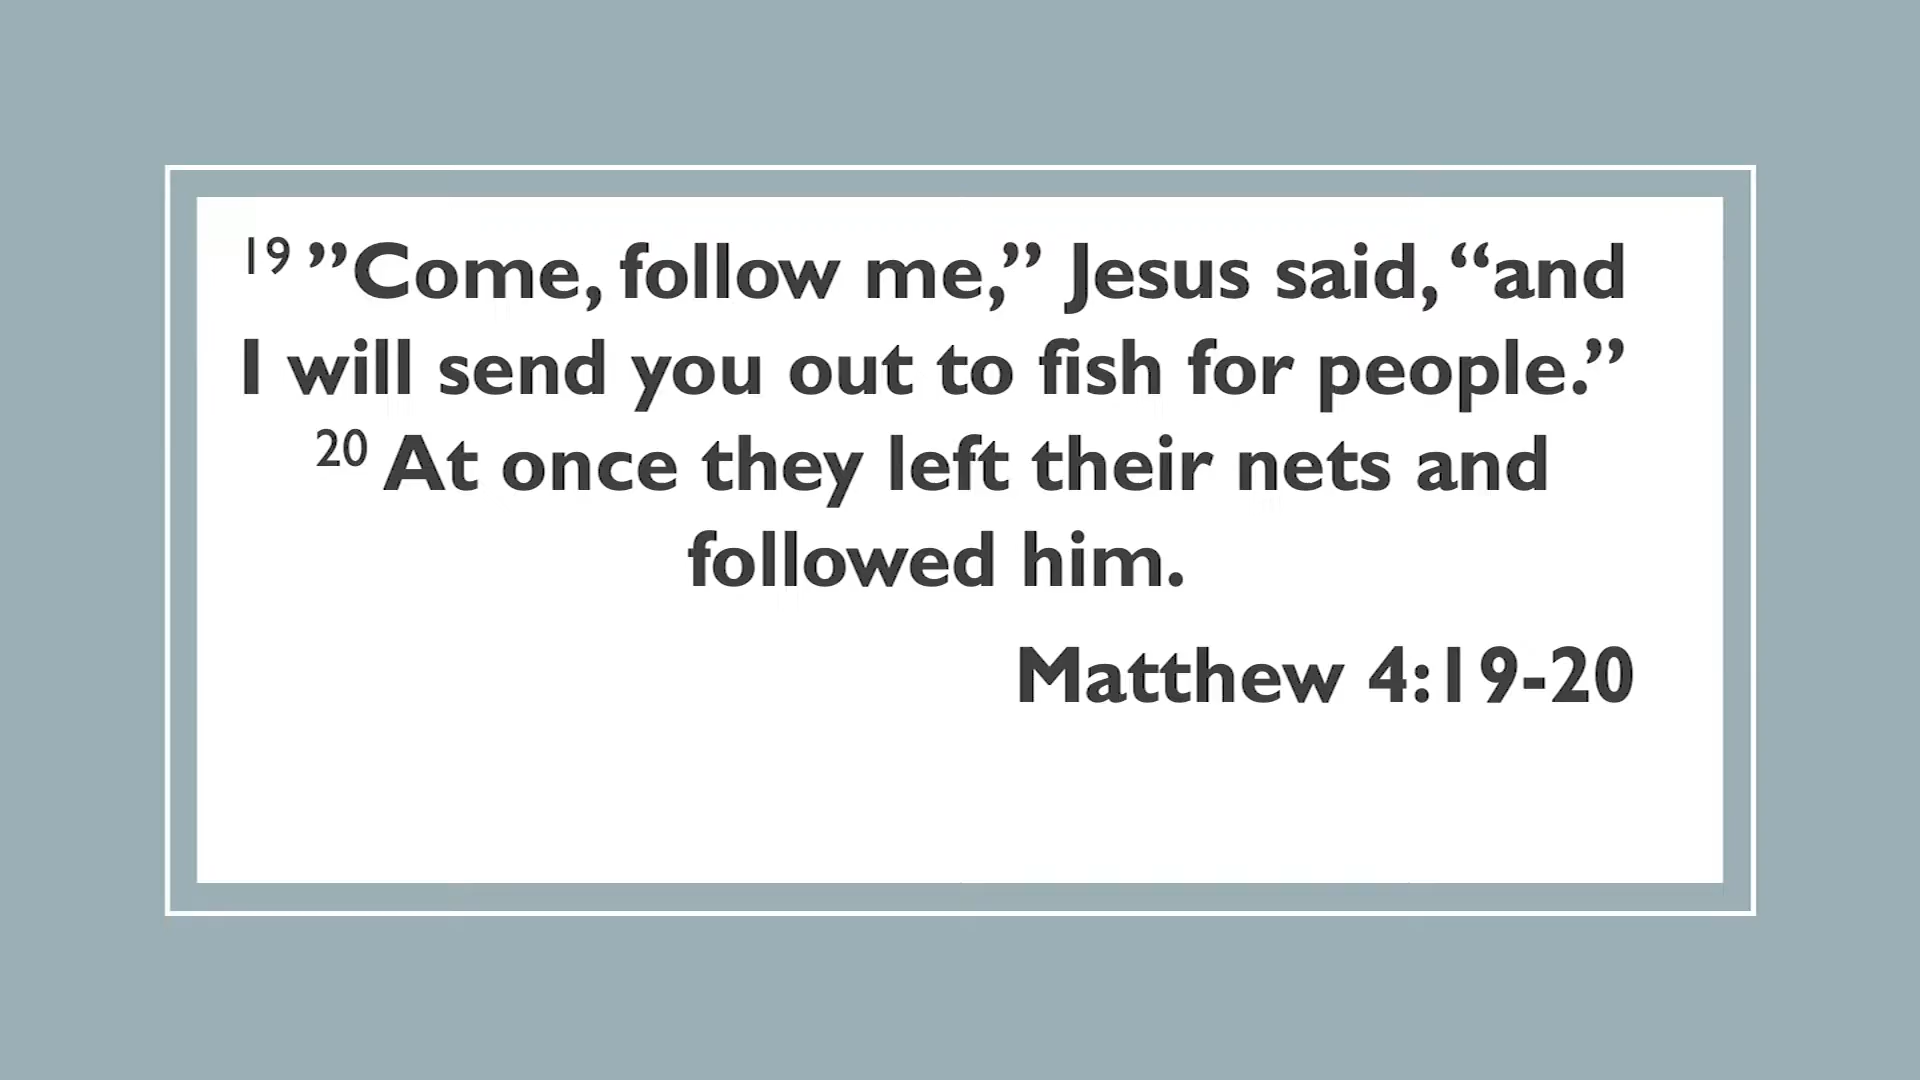 19 ”Come, follow me,” Jesus said, “and
I will send you out to fish for people.”
20 At once they left their nets and
followed him.
Matthew 4:19-20